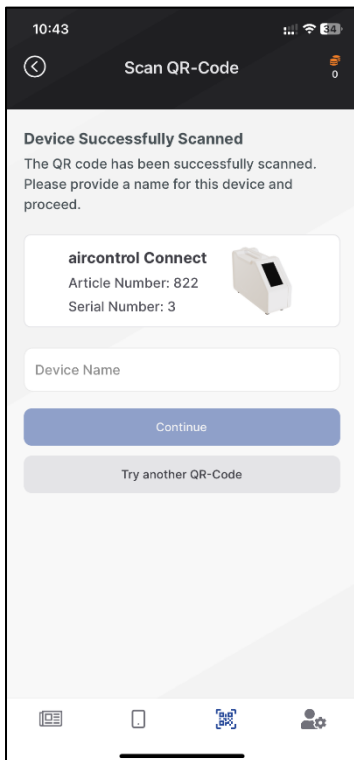 10:43
34
Scan QR-Code
0
Device Successfully Scanned
The QR code has been successfully scanned.
Please provide a name for this device and
proceed.
aircontrol Connect
Article Number: 822
Serial Number: 3
Device Name
Continue
Try another QR-Code